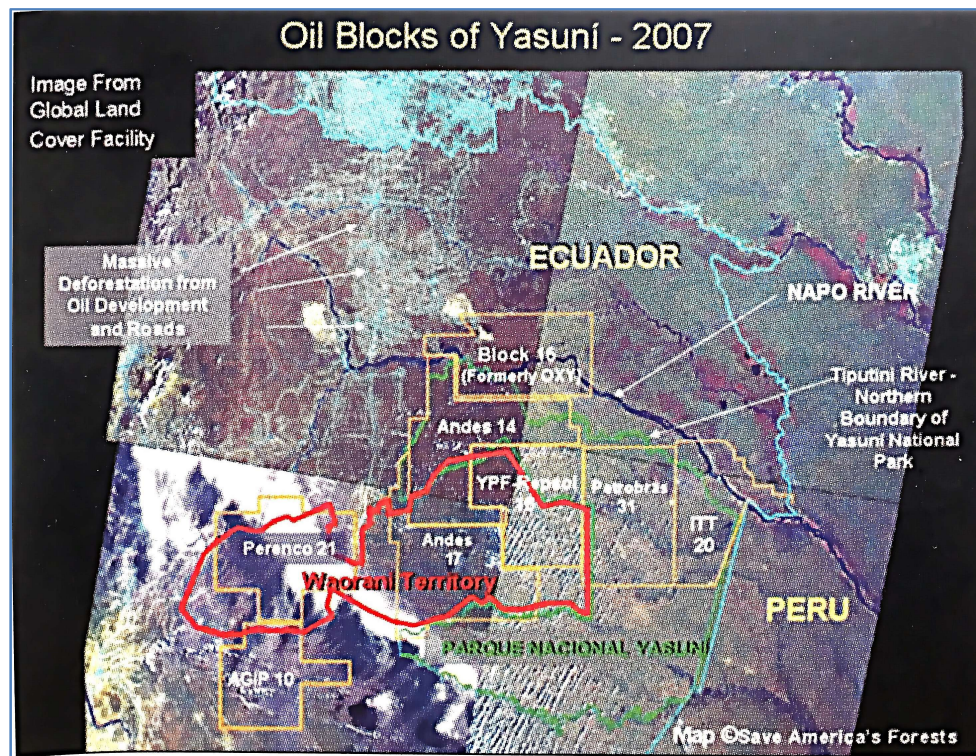 Oil Blocks of Yasuní - 2007
Image From
Global Land
Cover Facility
Massive
Deforestation from
Oil Development
and Roads
ECUADOR
NAPO RIVER
Block 16
(Formerly OXY)
Tiputini River -
Northern
Boundary of
Yasuní National
Park
Andes 14
YPF-Repsol
16
Petrobrás
31
ITT
20
Perenco 21
Andes
17
Waorani Territory
PERU
PARQUE NACIONAL YASUNÍ
AGIP 10
Map ©Save America's Forests